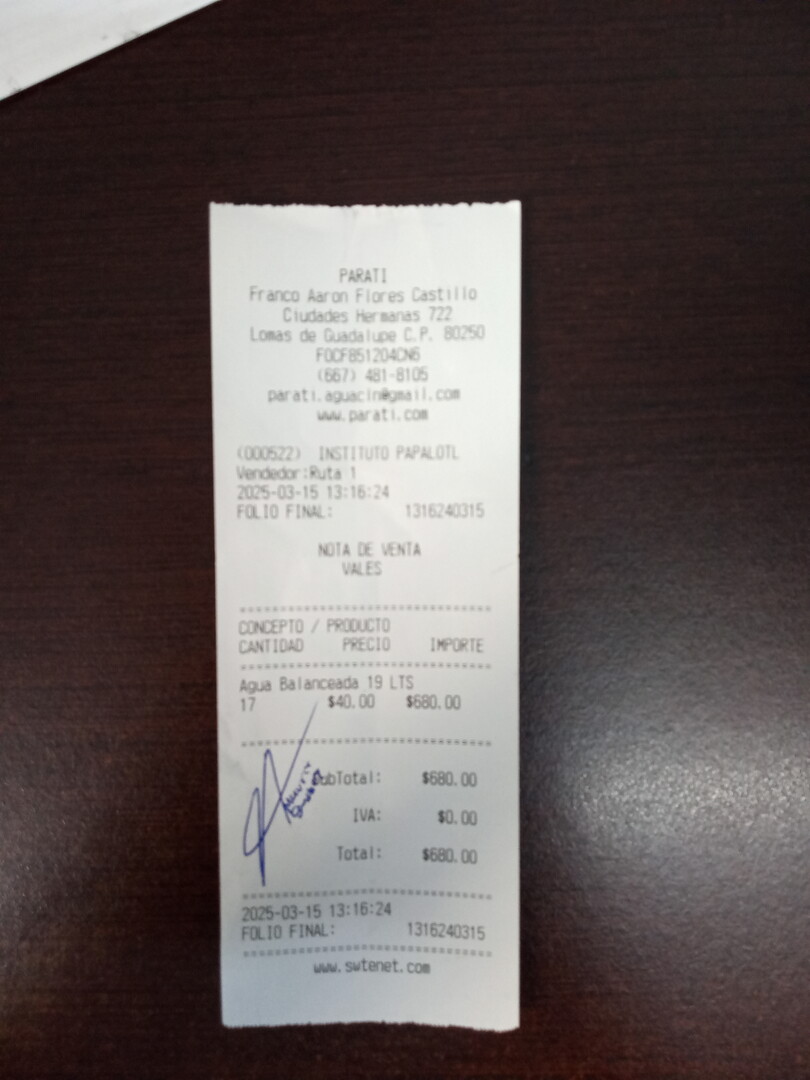 PARATI
Franco Aaron Flores Castillo
Ciudades Hermanas 722
Lomas de Guadalupe C.P. 80250
FOCF851204CN6
(667) 481-8105
parati.aguacin@gmail.com
www.parati.com
(000522) INSTITUTO PAPALOTL
Vendedor:Ruta 1
2025-03-15 13:16:24
FOLIO FINAL: 1316240315
NOTA DE VENTA
VALES
CONCEPTO / PRODUCTO
CANTIDAD PRECIO IMPORTE
Agua Balanceada 19 LTS
17 $40.00 $680.00
SubTotal: $680.00
IVA: $0.00
Total: $680.00
2025-03-15 13:16:24
FOLIO FINAL: 1316240315
www.swtenet.com